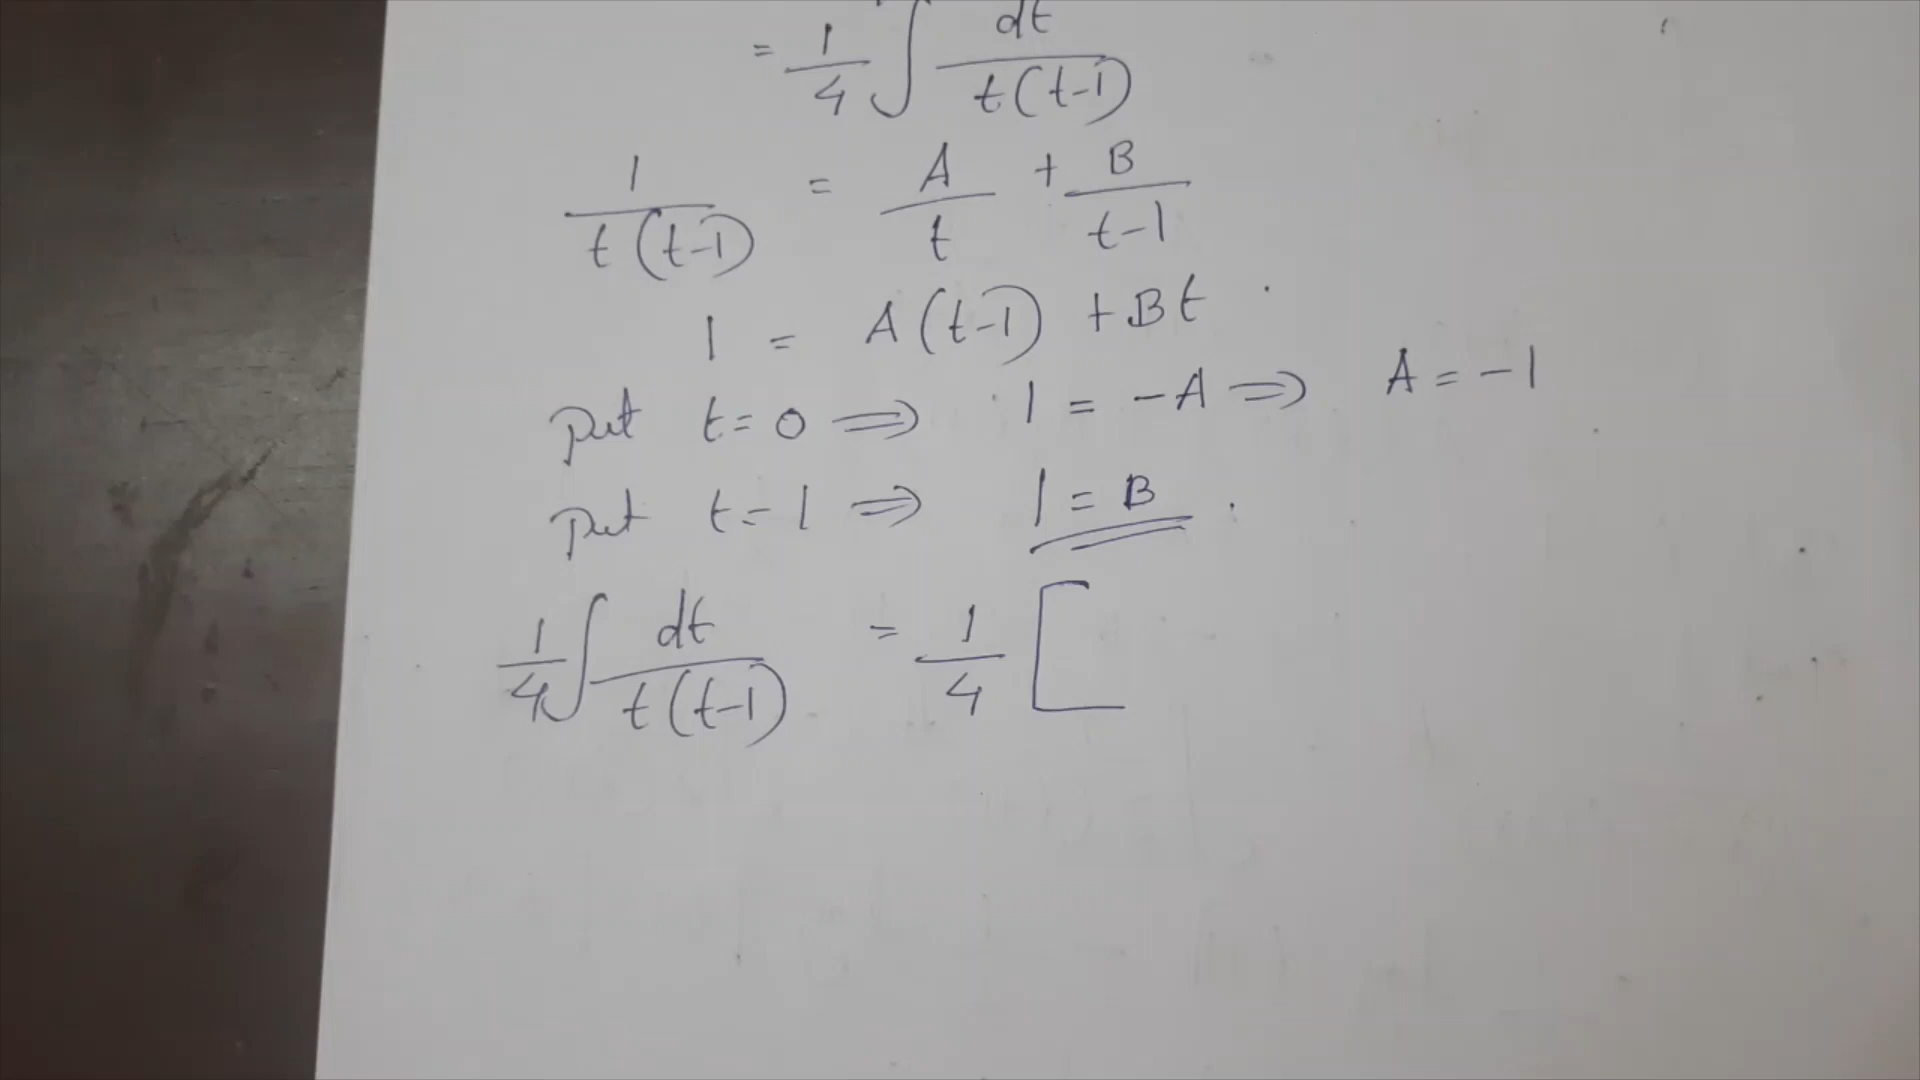 = 1/4 ∫ dt / t(t-1)
1 / t(t-1) = A/t + B/t-1
1 = A(t-1) + Bt
Put t=0 ⇒ 1 = -A ⇒ A = -1
Put t=1 ⇒ 1 = B
1/4 ∫ dt / t(t-1) = 1/4 [